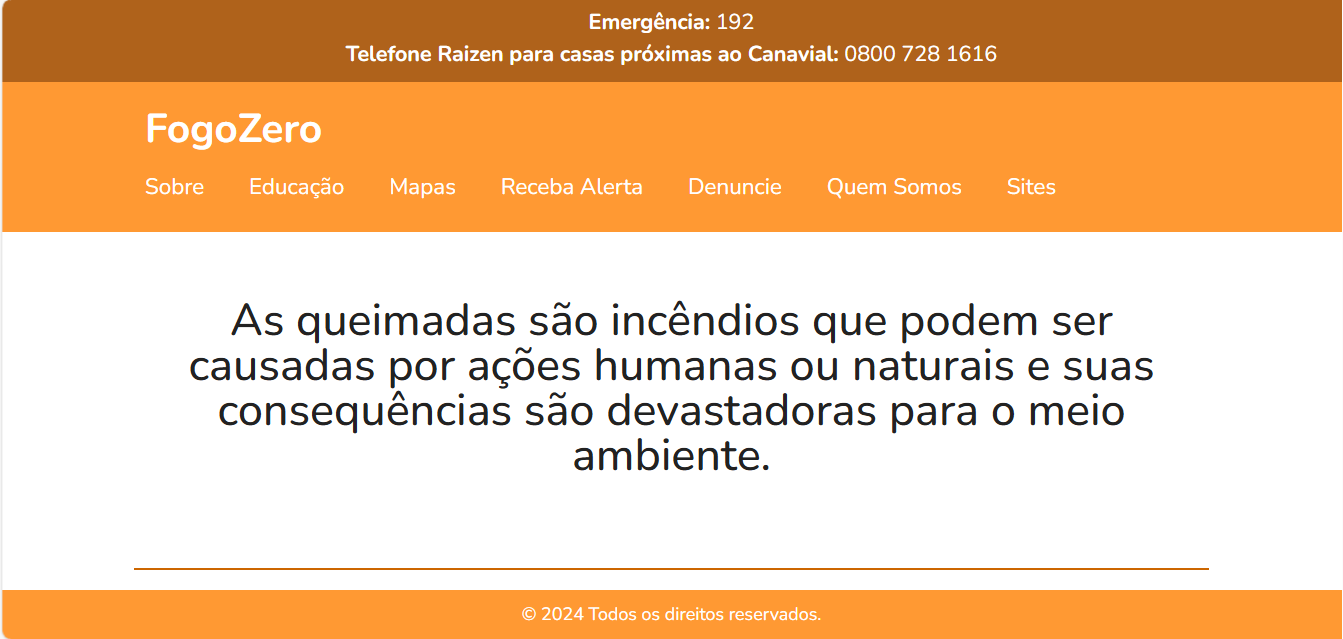 Emergência: 192
Telefone Raizen para casas próximas ao Canavial: 0800 728 1616
FogoZero
Sobre Educação Mapas Receba Alerta Denuncie Quem Somos Sites
As queimadas são incêndios que podem ser
causadas por ações humanas ou naturais e suas
consequências são devastadoras para o meio
ambiente.
© 2024 Todos os direitos reservados.